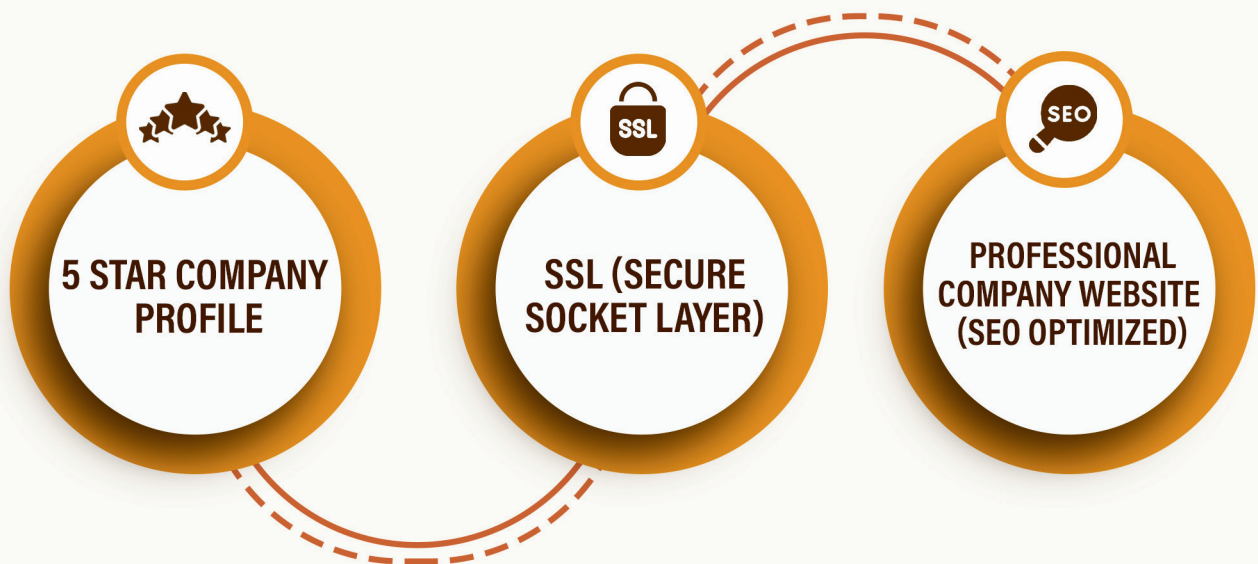 5 STAR COMPANY
PROFILE
SSL
SSL (SECURE
SOCKET LAYER)
SEO
PROFESSIONAL
COMPANY WEBSITE
(SEO OPTIMIZED)